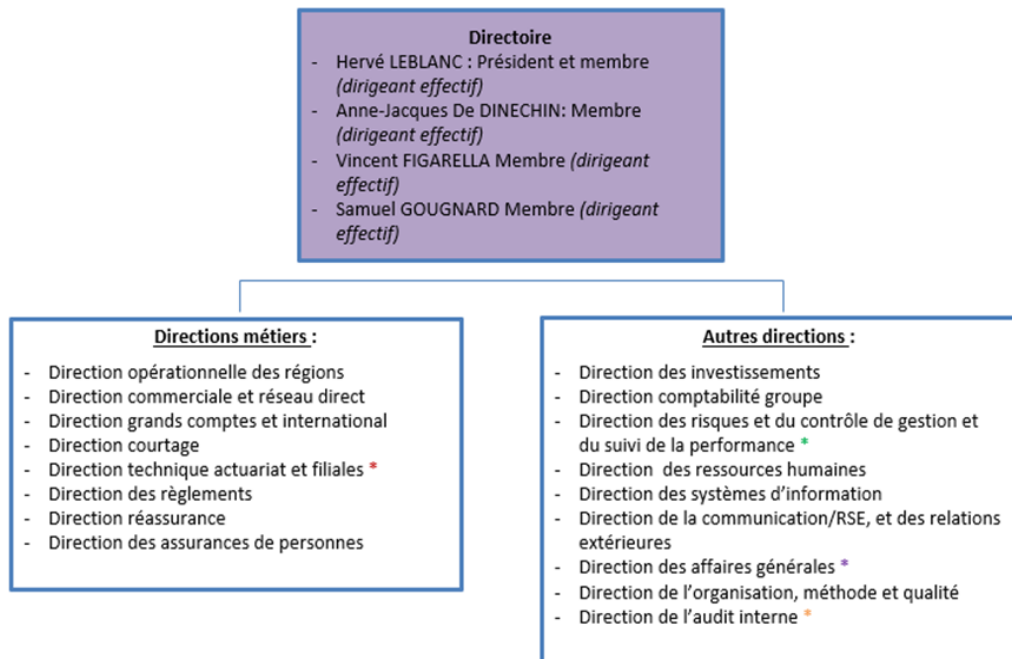 Directoire
- Hervé LEBLANC : Président et membre
(dirigeant effectif)
- Anne-Jacques De DINECHIN: Membre
(dirigeant effectif)
- Vincent FIGARELLA Membre (dirigeant
effectif)
- Samuel GOUGNARD Membre (dirigeant
effectif)
Directions métiers :
- Direction opérationnelle des régions
- Direction commerciale et réseau direct
- Direction grands comptes et international
- Direction courtage
- Direction technique actuariat et filiales *
- Direction des règlements
- Direction réassurance
- Direction des assurances de personnes
Autres directions :
- Direction des investissements
- Direction comptabilité groupe
- Direction des risques et du contrôle de gestion et
du suivi de la performance *
- Direction des ressources humaines
- Direction des systèmes d’information
- Direction de la communication/RSE, et des relations
extérieures
- Direction des affaires générales *
- Direction de l’organisation, méthode et qualité
- Direction de l’audit interne *